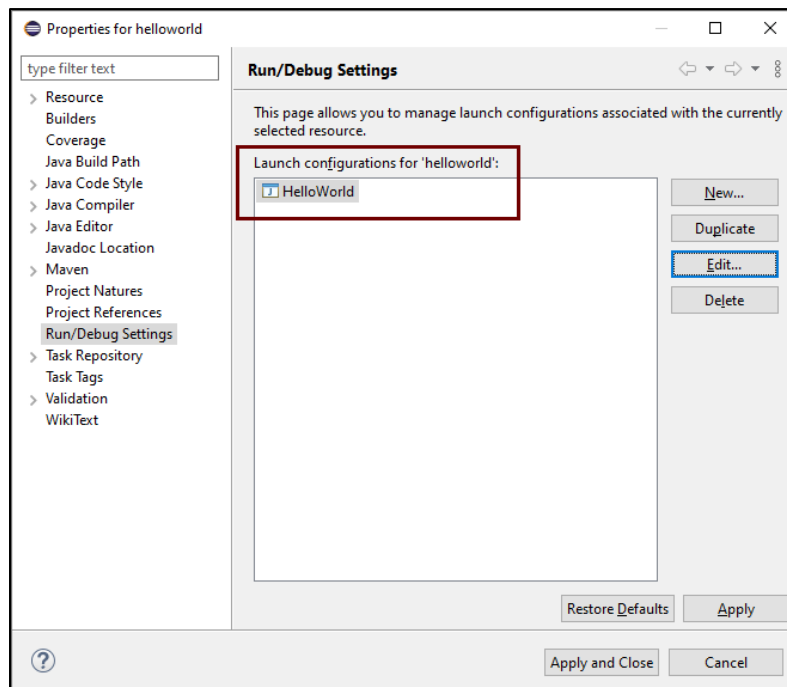 Properties for helloworld
type filter text
Resource
Builders
Coverage
Java Build Path
Java Code Style
Java Compiler
Java Editor
Javadoc Location
Maven
Project Natures
Project References
Run/Debug Settings
Task Repository
Task Tags
Validation
WikiText
Run/Debug Settings
This page allows you to manage launch configurations associated with the currently
selected resource.
Launch configurations for 'helloworld':
J HelloWorld
New...
Duplicate
Edit...
Delete
Restore Defaults
Apply
?
Apply and Close
Cancel